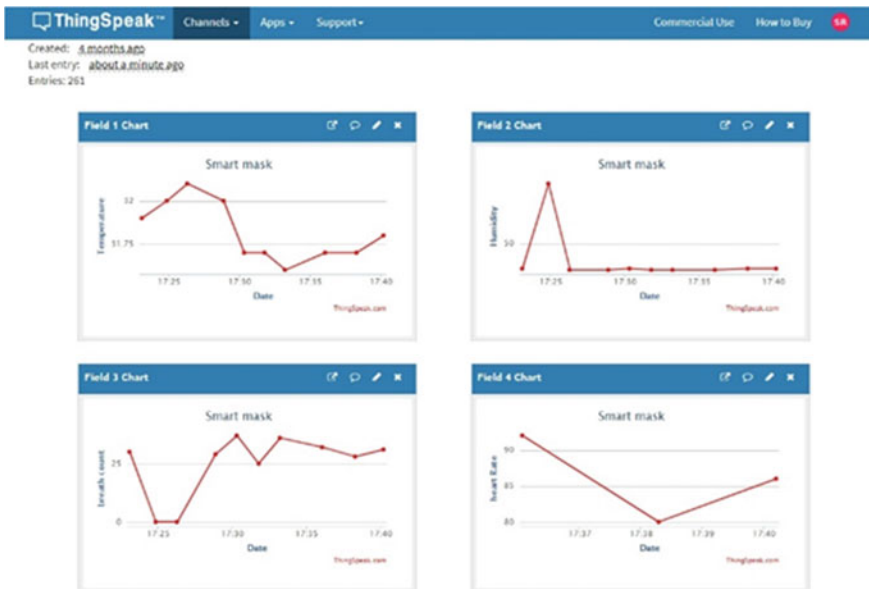 ThingSpeak™ Channels Apps Support Commercial Use How to Buy SR
Created: 4 months ago
Last entry: about a minute ago
Entries: 261
Field 1 Chart
Smart mask
Temperature
32
31.75
17:25 17:30 17:35 17:40
Date
ThingSpeak.com
Field 2 Chart
Smart mask
Humidity
50
17:25 17:30 17:35 17:40
Date
ThingSpeak.com
Field 3 Chart
Smart mask
breath count
25
0
17:25 17:30 17:35 17:40
Date
ThingSpeak.com
Field 4 Chart
Smart mask
heart Rate
90
85
80
17:37 17:38 17:39 17:40
Date
ThingSpeak.com